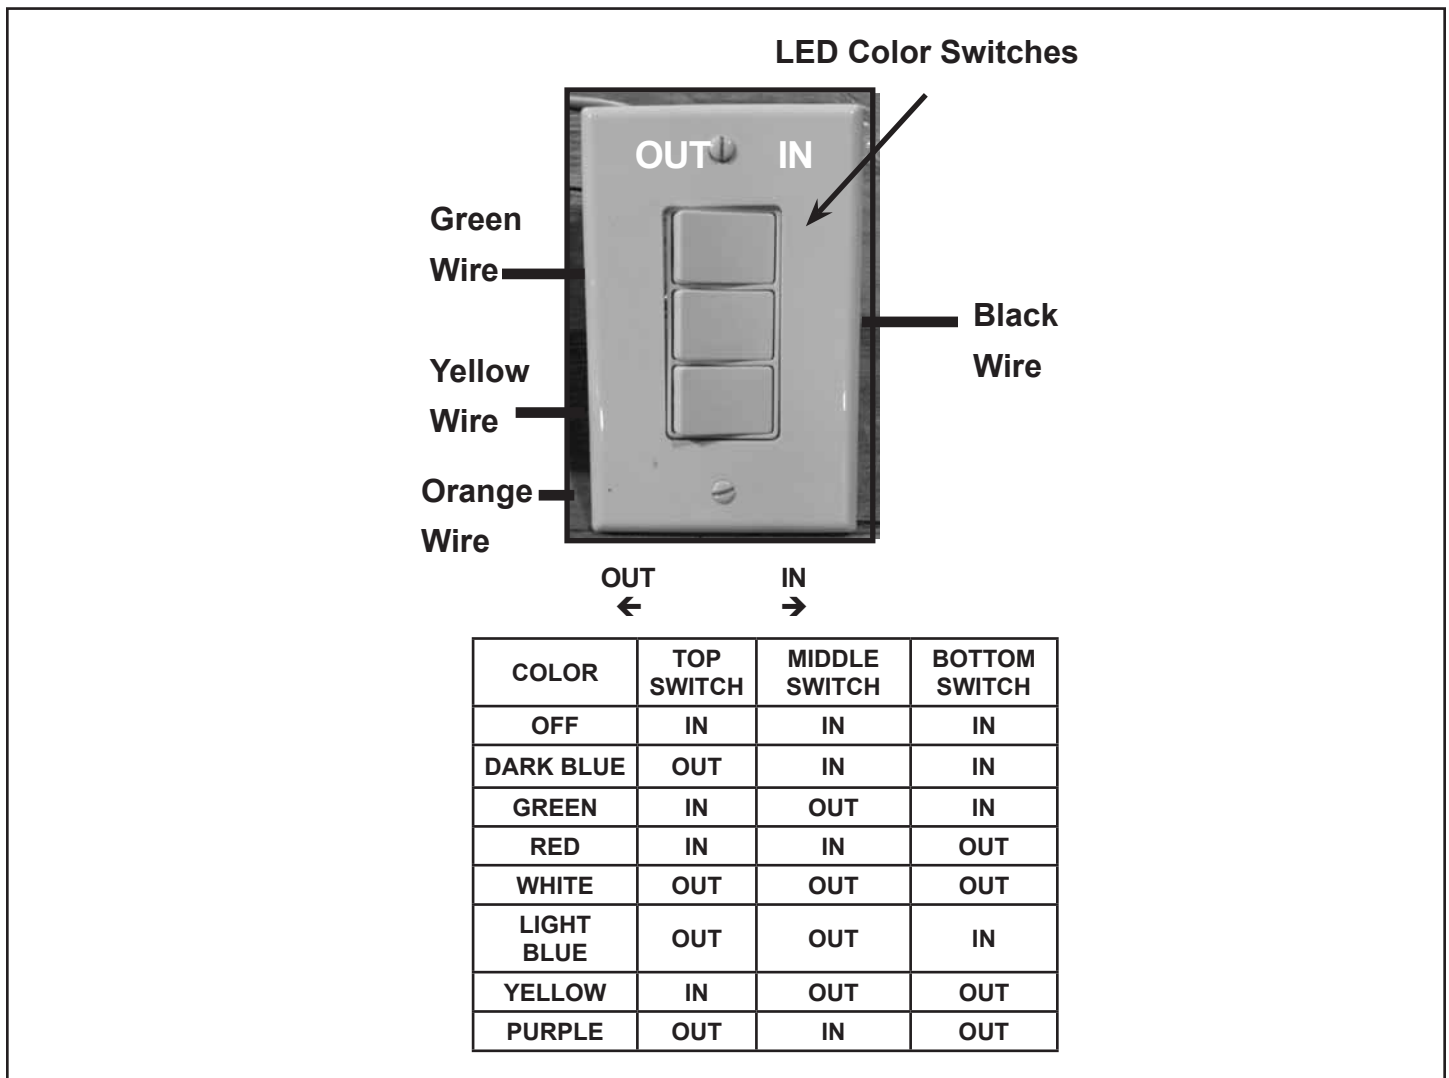 LED Color Switches
OUT IN
Green
Wire
Black
Wire
Yellow
Wire
Orange
Wire
OUT IN
← →
COLOR TOP SWITCH MIDDLE SWITCH BOTTOM SWITCH
OFF IN IN IN
DARK BLUE OUT IN IN
GREEN IN OUT IN
RED IN IN OUT
WHITE OUT OUT OUT
LIGHT BLUE OUT OUT IN
YELLOW IN OUT OUT
PURPLE OUT IN OUT